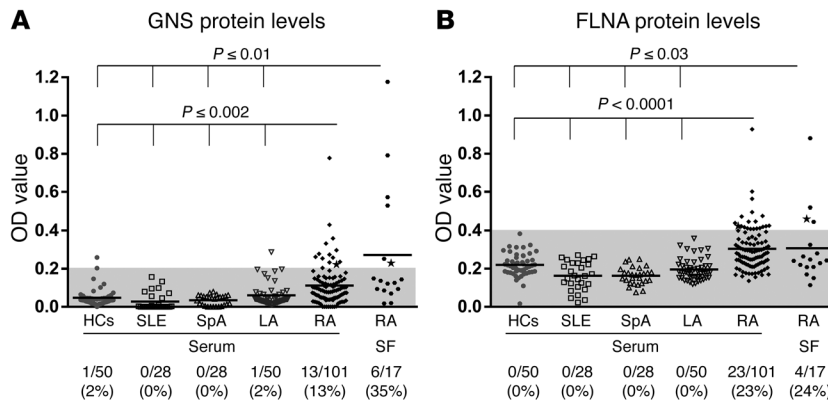 A GNS protein levels
P ≤ 0.01
P ≤ 0.002
OD value
1.2
1.0
0.8
0.6
0.4
0.2
0.0
HCs SLE SpA LA RA RA
Serum SF
1/50 0/28 0/28 1/50 13/101 6/17
(2%) (0%) (0%) (2%) (13%) (35%)
B FLNA protein levels
P ≤ 0.03
P < 0.0001
OD value
1.2
1.0
0.8
0.6
0.4
0.2
0.0
HCs SLE SpA LA RA RA
Serum SF
0/50 0/28 0/28 0/50 23/101 4/17
(0%) (0%) (0%) (0%) (23%) (24%)